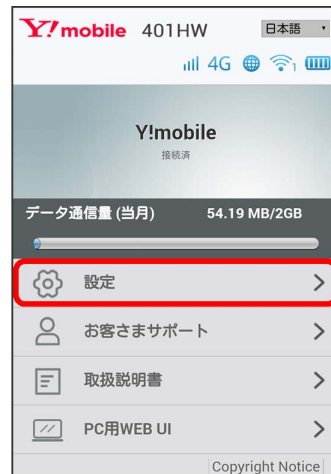 Y!mobile 401HW 日本語
4G 1
Y!mobile
接続済
データ通信量 (当月) 54.19 MB/2GB
設定
お客さまサポート
取扱説明書
PC用WEB UI
Copyright Notice